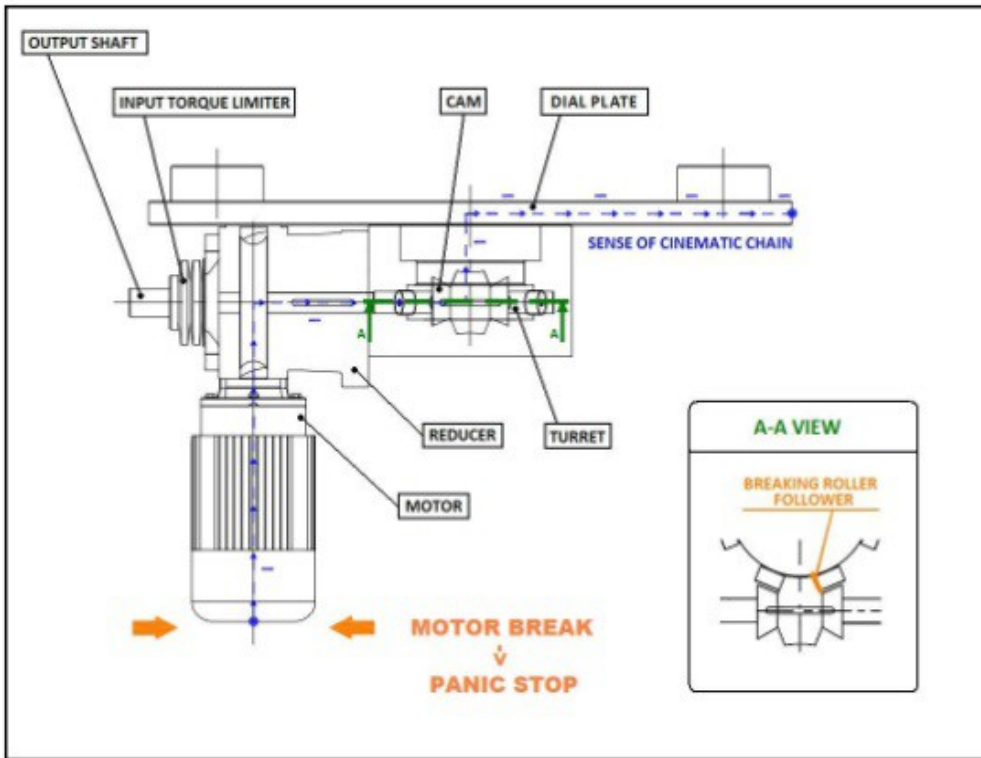 OUTPUT SHAFT
INPUT TORQUE LIMITER
CAM
DIAL PLATE
SENSE OF CINEMATIC CHAIN
A
A
REDUCER
TURRET
MOTOR
A-A VIEW
BREAKING ROLLER
FOLLOWER
MOTOR BREAK
PANIC STOP